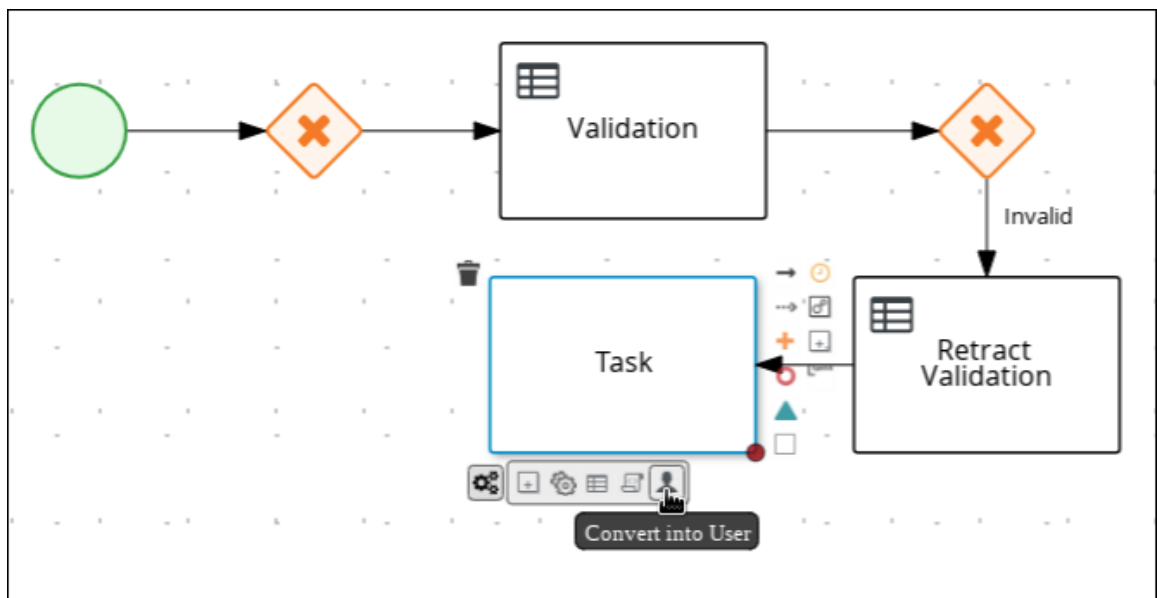 Validation
Invalid
Retract
Validation
Task
Convert into User